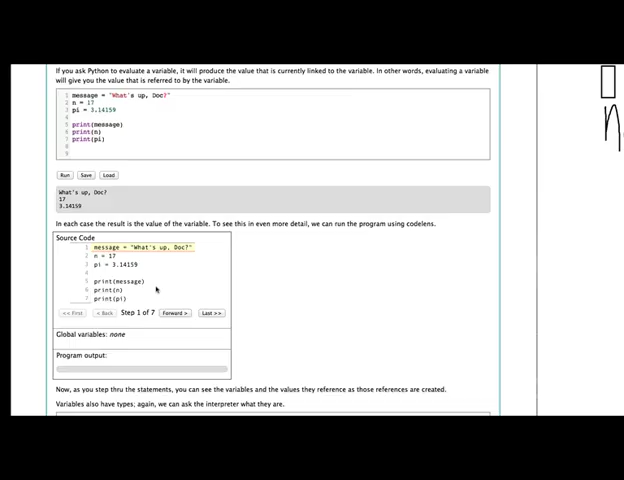 If you ask Python to evaluate a variable, it will produce the value that is currently linked to the variable. In other words, evaluating a variable
will give you the value that is referred to by the variable.
1 message = "What's up, Doc?"
2 n = 17
3 pi = 3.14159
4
5 print(message)
6 print(n)
7 print(pi)
8
9
Run Save Load
What's up, Doc?
17
3.14159
In each case the result is the value of the variable. To see this in even more detail, we can run the program using codelens.
Source Code
1 message = "What's up, Doc?"
2 n = 17
3 pi = 3.14159
4
5 print(message)
6 print(n)
7 print(pi)
<< First < Back Step 1 of 7 Forward > Last >>
Global variables: none
Program output:
Now, as you step thru the statements, you can see the variables and the values they reference as those references are created.
Variables also have types; again, we can ask the interpreter what they are.
n